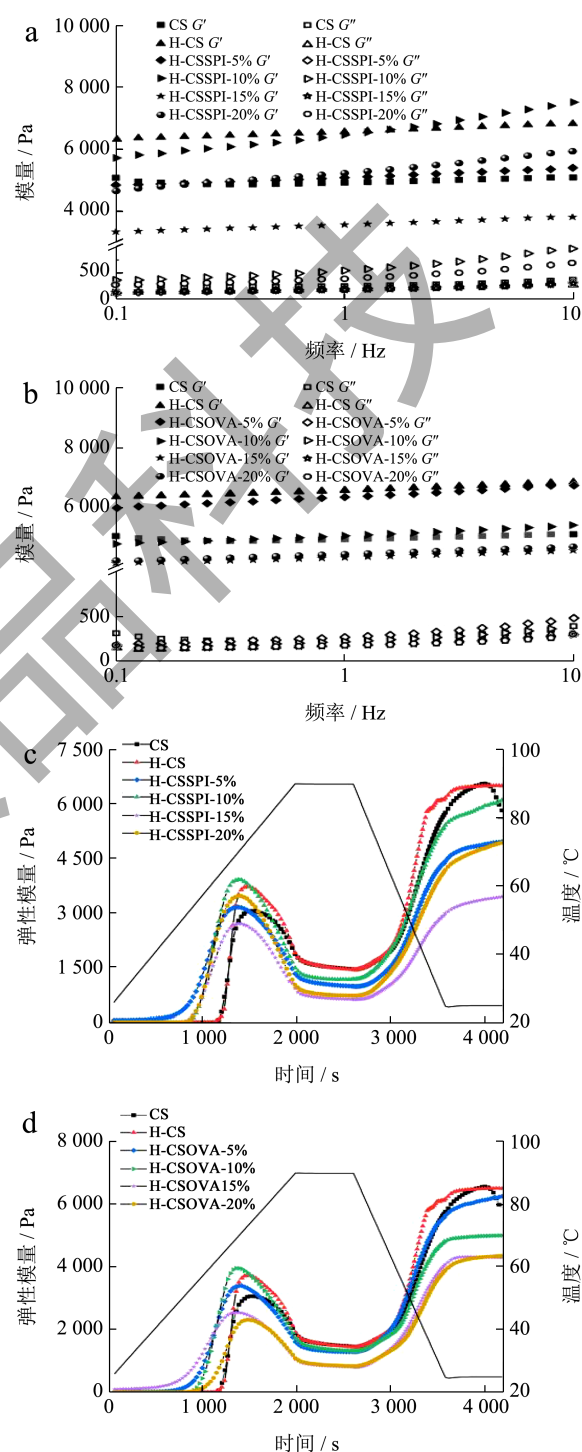 a
10 000
8 000
6 000
4 000
500
0
模量 / Pa
CS G′
H-CS G′
H-CSSPI-5% G′
H-CSSPI-10% G′
H-CSSPI-15% G′
H-CSSPI-20% G′
CS G″
H-CS G″
H-CSSPI-5% G″
H-CSSPI-10% G″
H-CSSPI-15% G″
H-CSSPI-20% G″
0.1
1
10
频率 / Hz
b
10 000
8 000
6 000
500
0
模量 / Pa
CS G′
H-CS G′
H-CSOVA-5% G′
H-CSOVA-10% G′
H-CSOVA-15% G′
H-CSOVA-20% G′
CS G″
H-CS G″
H-CSOVA-5% G″
H-CSOVA-10% G″
H-CSOVA-15% G″
H-CSOVA-20% G″
0.1
1
10
频率 / Hz
c
7 500
6 000
4 500
3 000
1 500
0
弹性模量 / Pa
CS
H-CS
H-CSSPI-5%
H-CSSPI-10%
H-CSSPI-15%
H-CSSPI-20%
100
80
60
40
20
温度 / ℃
0
1 000
2 000
3 000
4 000
时间 / s
d
8 000
6 000
4 000
2 000
0
弹性模量 / Pa
CS
H-CS
H-CSOVA-5%
H-CSOVA-10%
H-CSOVA15%
H-CSOVA-20%
100
80
60
40
20
温度 / ℃
0
1 000
2 000
3 000
4 000
时间 / s
品科技